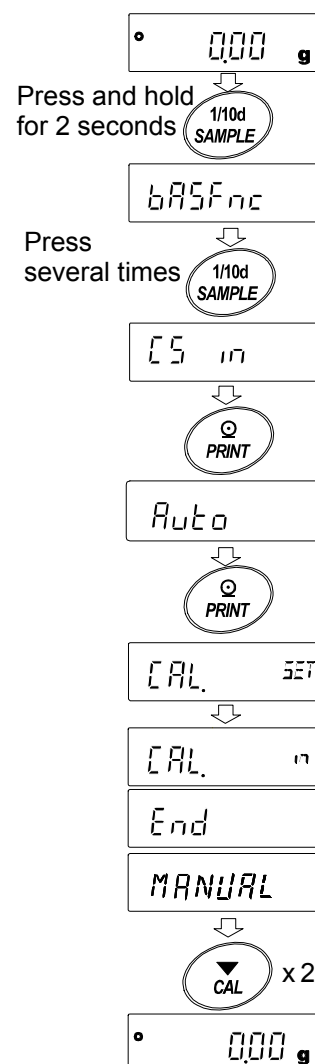 0.00 g
Press and hold
for 2 seconds
1/10d
SAMPLE
bASFnc
Press
several times
1/10d
SAMPLE
CS in
PRINT
Auto
PRINT
CAL. SET
CAL. in
End
MANUAL
CAL
x 2
0.00 g